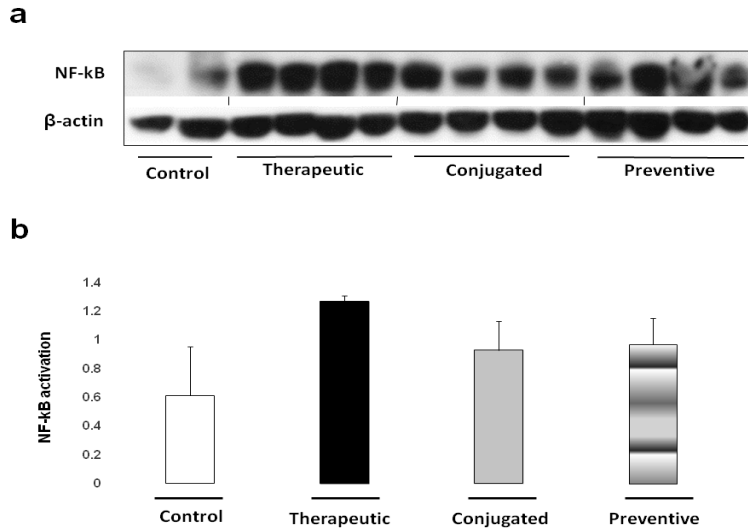 a
NF-kB
β-actin
Control Therapeutic Conjugated Preventive
b
NF-kB activation
1.4
1.2
1
0.8
0.6
0.4
0.2
0
Control Therapeutic Conjugated Preventive